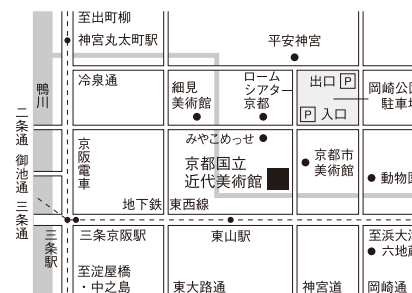 至出町柳
神宮丸太町駅
平安神宮
冷泉通
細見
美術館
ローム
シアター
京都
出口 P
P 入口
岡崎公
駐車
鴨川
二条通 御池通 三条通
京阪電車
みやこめっせ
京都国立
近代美術館
京都市
美術館
動物
地下鉄 東西線
三条駅
三条京阪駅
東山駅
至浜大
六地
至淀屋橋
・中之島
東大路通
神宮道
岡崎通